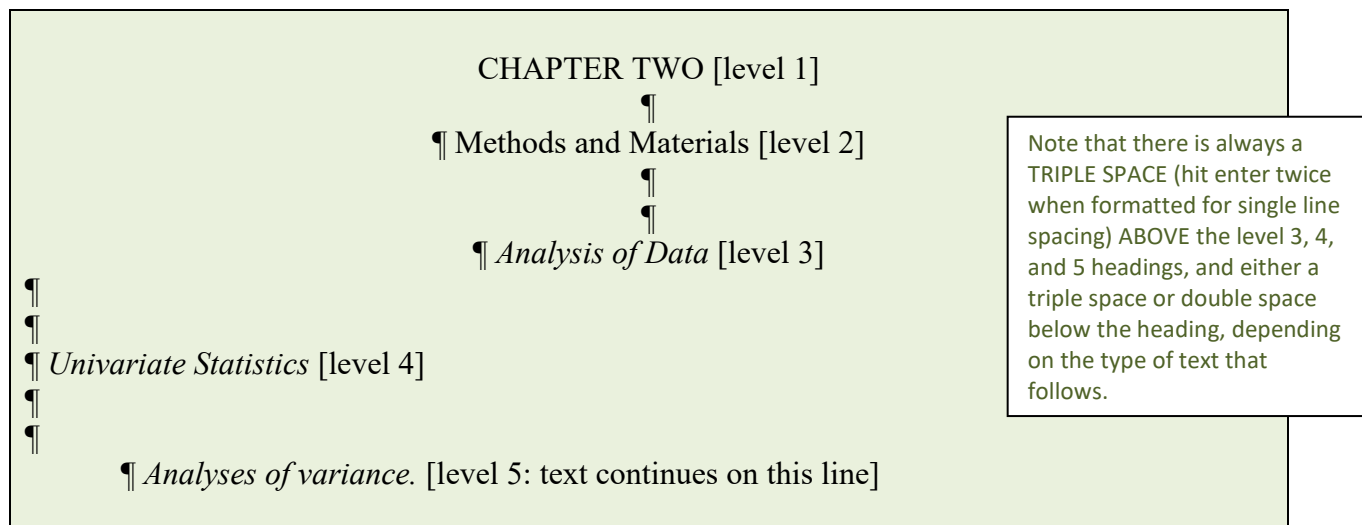 CHAPTER TWO [level 1]
¶
¶ Methods and Materials [level 2]
¶
¶
¶ Analysis of Data [level 3]
¶
¶
¶ Univariate Statistics [level 4]
¶
¶
¶ Analyses of variance. [level 5: text continues on this line]
Note that there is always a
TRIPLE SPACE (hit enter twice
when formatted for single line
spacing) ABOVE the level 3, 4,
and 5 headings, and either a
triple space or double space
below the heading, depending
on the type of text that
follows.